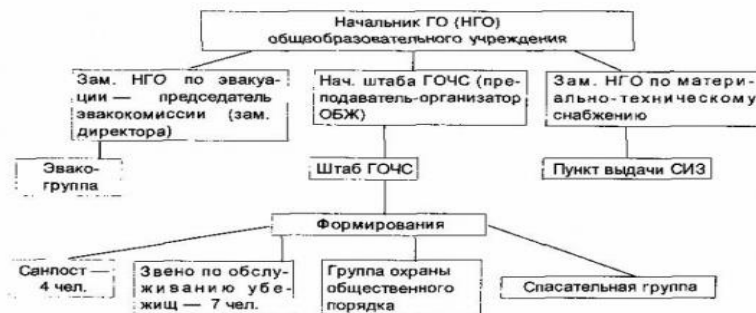 Начальник ГО (НГО)
общеобразовательного учреждения
Зам. НГО по эвакуа-
ции — председатель
эвакокомиссии (зам.
директора)
Нач. штаба ГОЧС (пре-
подаватель-организатор
ОБЖ)
Зам. НГО по матери-
ально-техническому
снабжению
Эвако-
группа
Штаб ГОЧС
Пункт выдачи СИЗ
Формирования
Санпост —
4 чел.
Звено по обслу-
живанию убе-
жищ — 7 чел.
Группа охраны
общественного
порядка
Спасательная группа